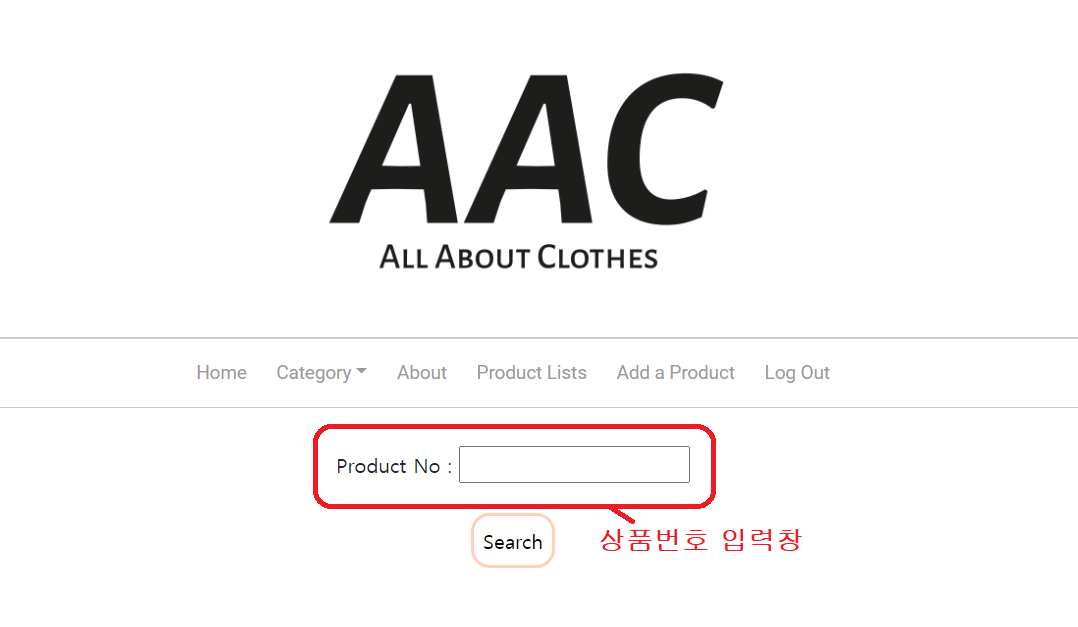 AAC
ALL ABOUT CLOTHES
Home Category About Product Lists Add a Product Log Out
Product No :
Search
상품번호 입력창